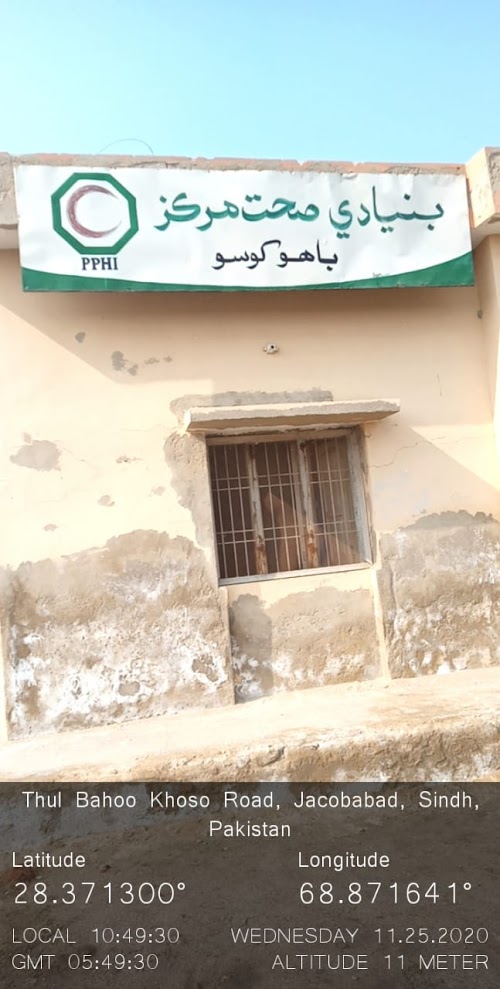 بنيادي صحت مرکز
باهو کوسو
PPHI
Thul Bahoo Khoso Road, Jacobabad, Sindh,
Pakistan
Latitude Longitude
28.371300° 68.871641°
LOCAL 10:49:30 WEDNESDAY 11.25.2020
GMT 05:49:30 ALTITUDE 11 METER